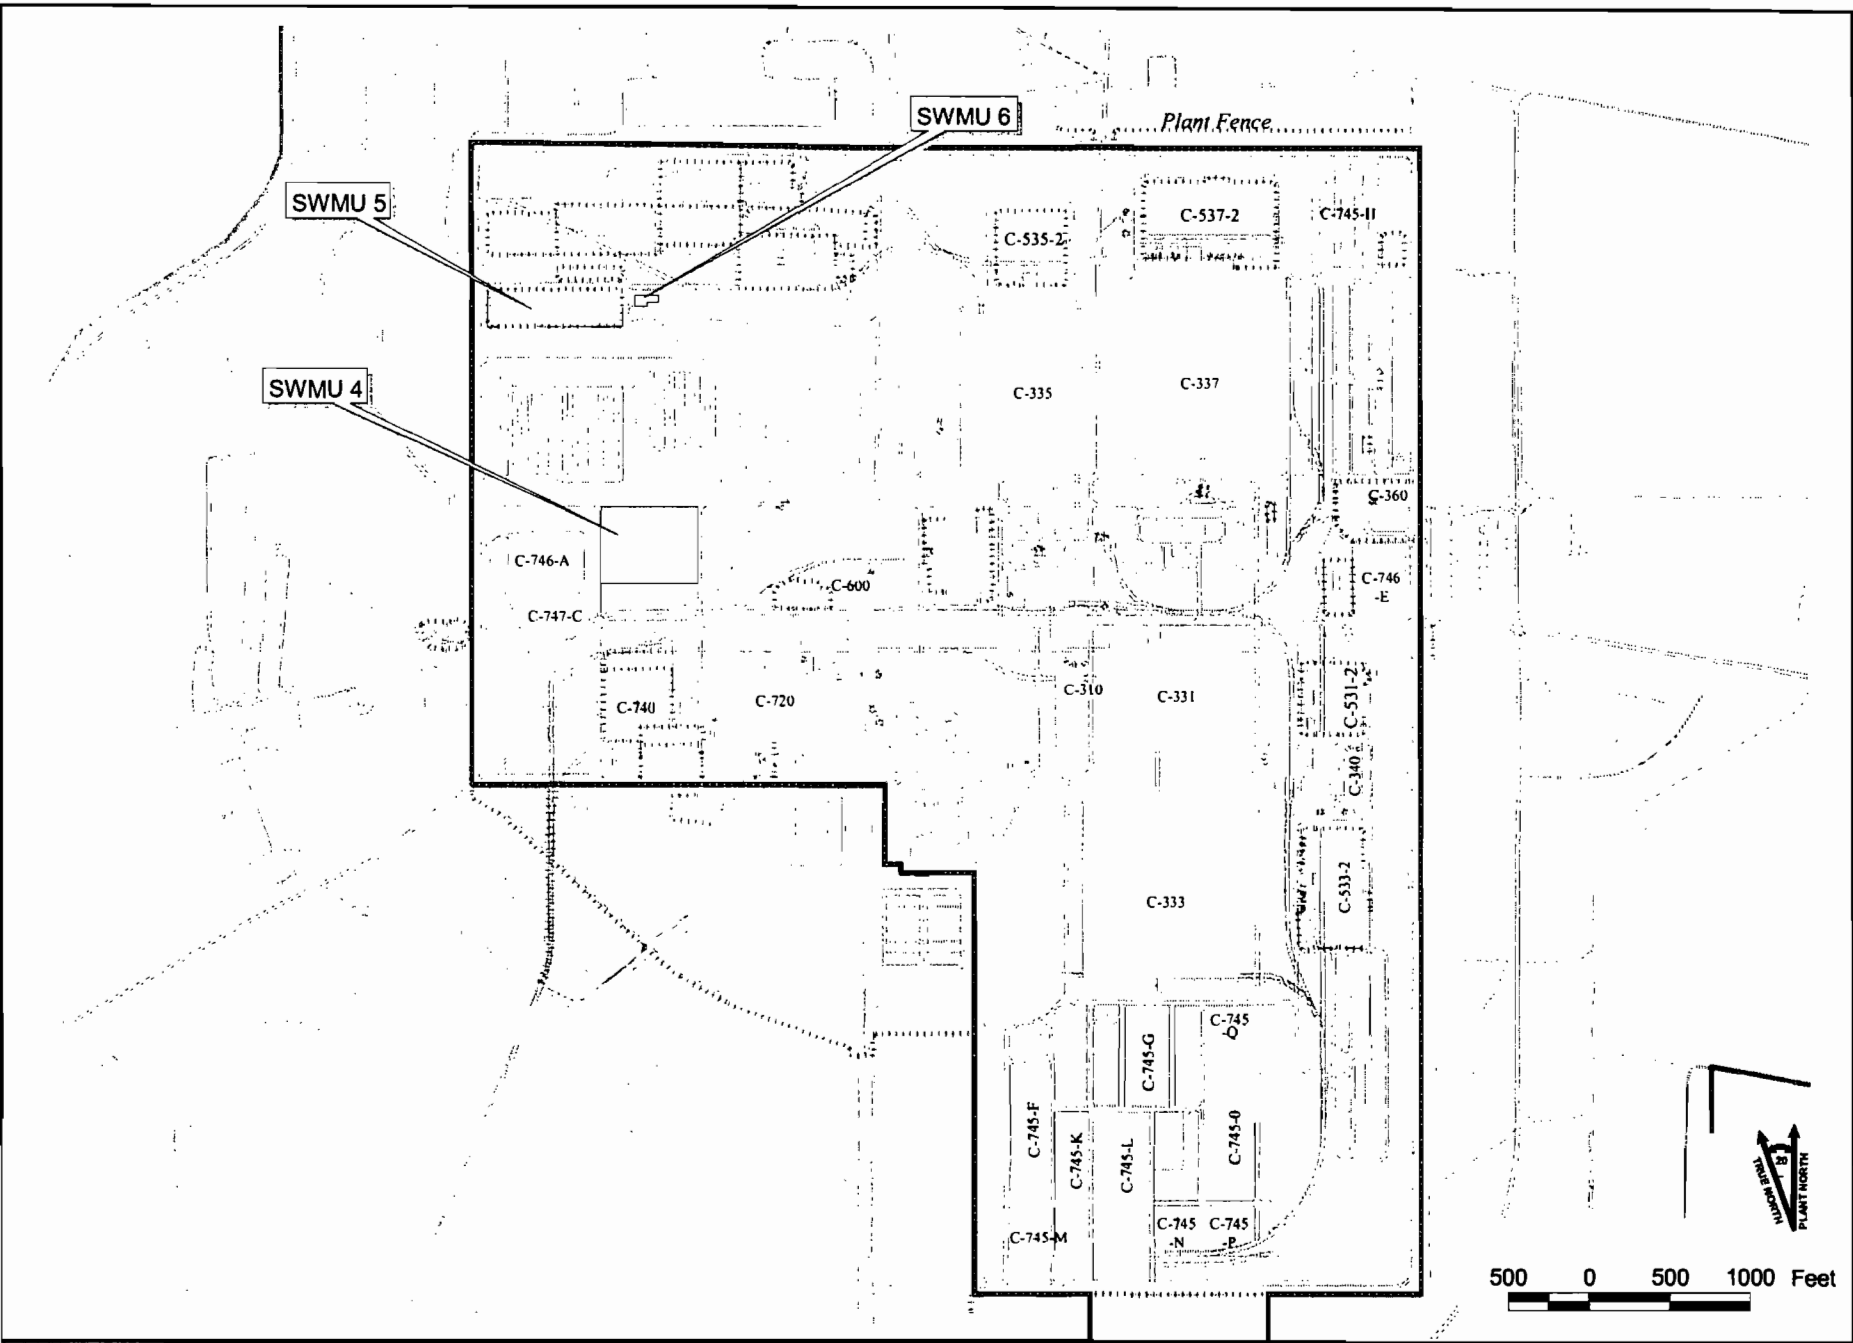 SWMU 6
Plant Fence
SWMU 5
C-537-2
C-745-H
C-535-2
SWMU 4
C-337
C-335
C-360
C-746-A
C-600
C-746
-E
C-747-C
C-310
C-331
C-531-2
C-740
C-720
C-340
C-333
C-533-2
C-745
-Q
C-745-G
C-745-F
C-745-K
C-745-L
C-745-0
C-745
-N
C-745
-P
C-745-M
TRUE NORTH
PLANT NORTH
500 0 500 1000 Feet